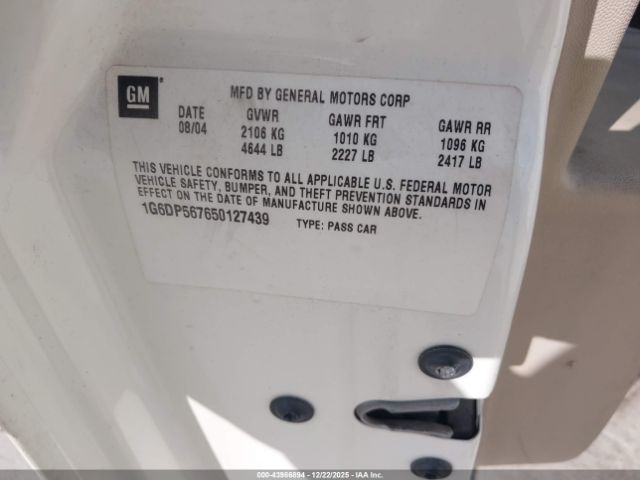 GM
MFD BY GENERAL MOTORS CORP
DATE GVWR GAWR FRT GAWR RR
08/04 2106 KG 1010 KG 1096 KG
4644 LB 2227 LB 2417 LB
THIS VEHICLE CONFORMS TO ALL APPLICABLE U.S. FEDERAL MOTOR
VEHICLE SAFETY, BUMPER, AND THEFT PREVENTION STANDARDS IN
EFFECT ON THE DATE OF MANUFACTURE SHOWN ABOVE.
1G6DP567650127439 TYPE: PASS CAR
000-43966894 - 12/22/2025 - IAAI, Inc.